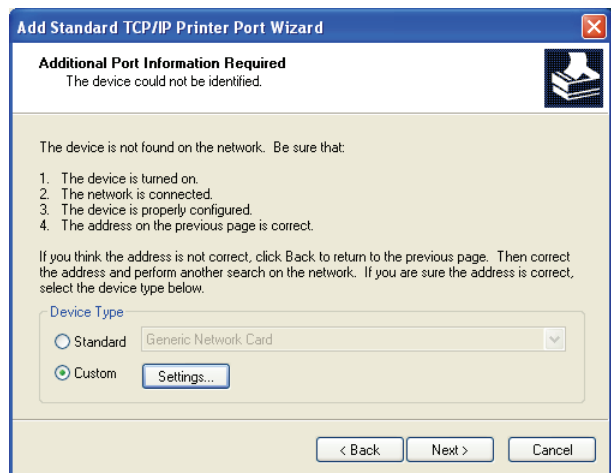 Add Standard TCP/IP Printer Port Wizard
Additional Port Information Required
The device could not be identified.
The device is not found on the network.  Be sure that:
1.  The device is turned on.
2.  The network is connected.
3.  The device is properly configured.
4.  The address on the previous page is correct.
If you think the address is not correct, click Back to return to the previous page.  Then correct
the address and perform another search on the network.  If you are sure the address is correct,
select the device type below.
Device Type
Standard
Generic Network Card
Custom
Settings...
< Back
Next >
Cancel